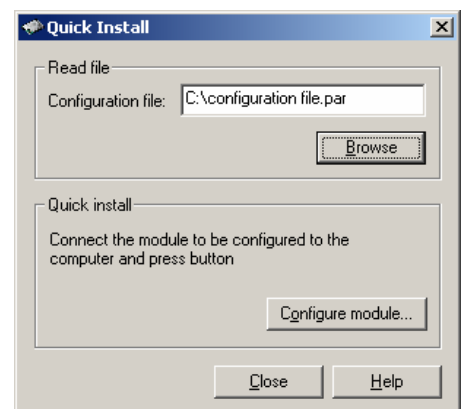 Quick Install
Read file
Configuration file: C:\configuration file.par
Browse
Quick install
Connect the module to be configured to the
computer and press button
Configure module...
Close Help